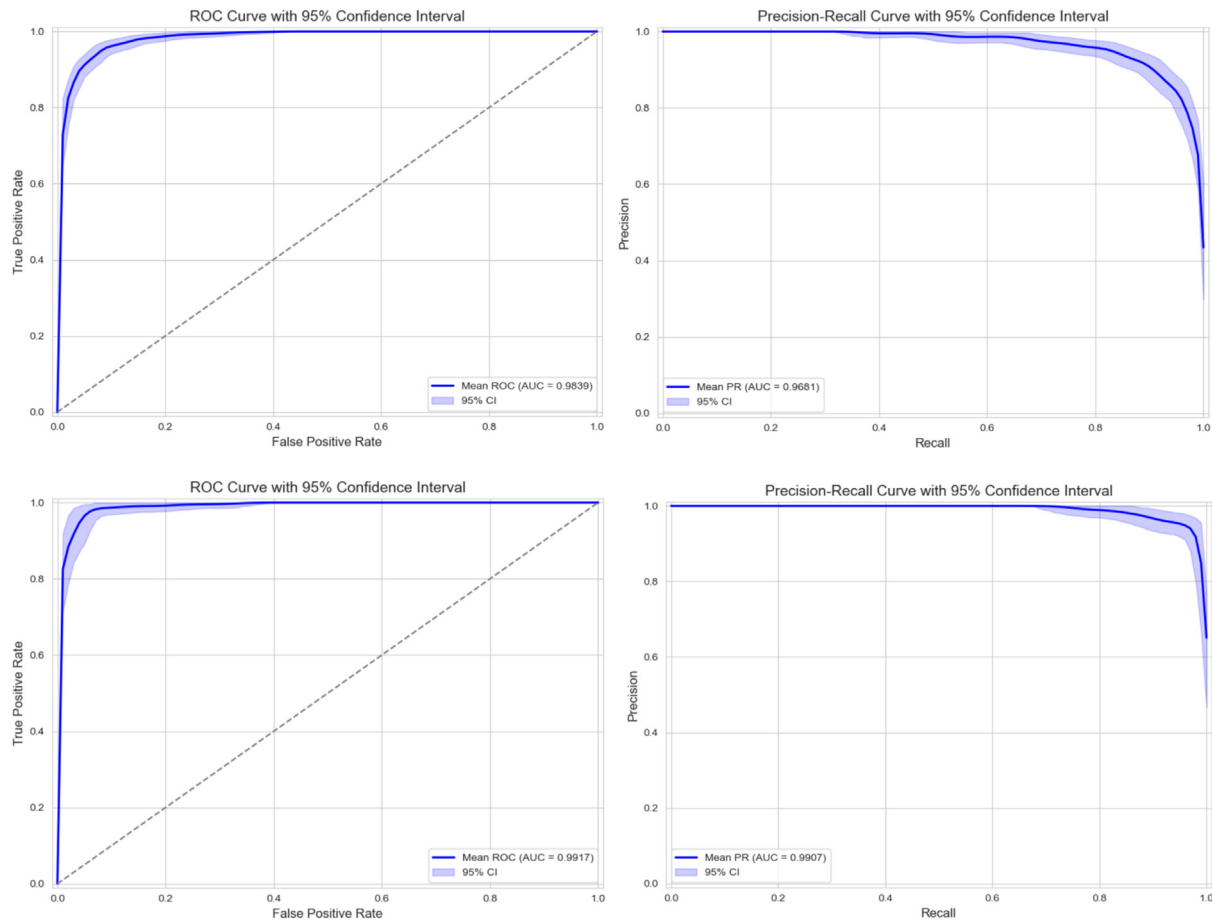 ROC Curve with 95% Confidence Interval
1.0
0.8
0.6
0.4
0.2
0.0
True Positive Rate
0.0 0.2 0.4 0.6 0.8 1.0
False Positive Rate
Mean ROC (AUC = 0.9839)
95% CI
Precision-Recall Curve with 95% Confidence Interval
1.0
0.8
0.6
0.4
0.2
0.0
Precision
0.0 0.2 0.4 0.6 0.8 1.0
Recall
Mean PR (AUC = 0.9681)
95% CI
ROC Curve with 95% Confidence Interval
1.0
0.8
0.6
0.4
0.2
0.0
True Positive Rate
0.0 0.2 0.4 0.6 0.8 1.0
False Positive Rate
Mean ROC (AUC = 0.9917)
95% CI
Precision-Recall Curve with 95% Confidence Interval
1.0
0.8
0.6
0.4
0.2
0.0
Precision
0.0 0.2 0.4 0.6 0.8 1.0
Recall
Mean PR (AUC = 0.9907)
95% CI